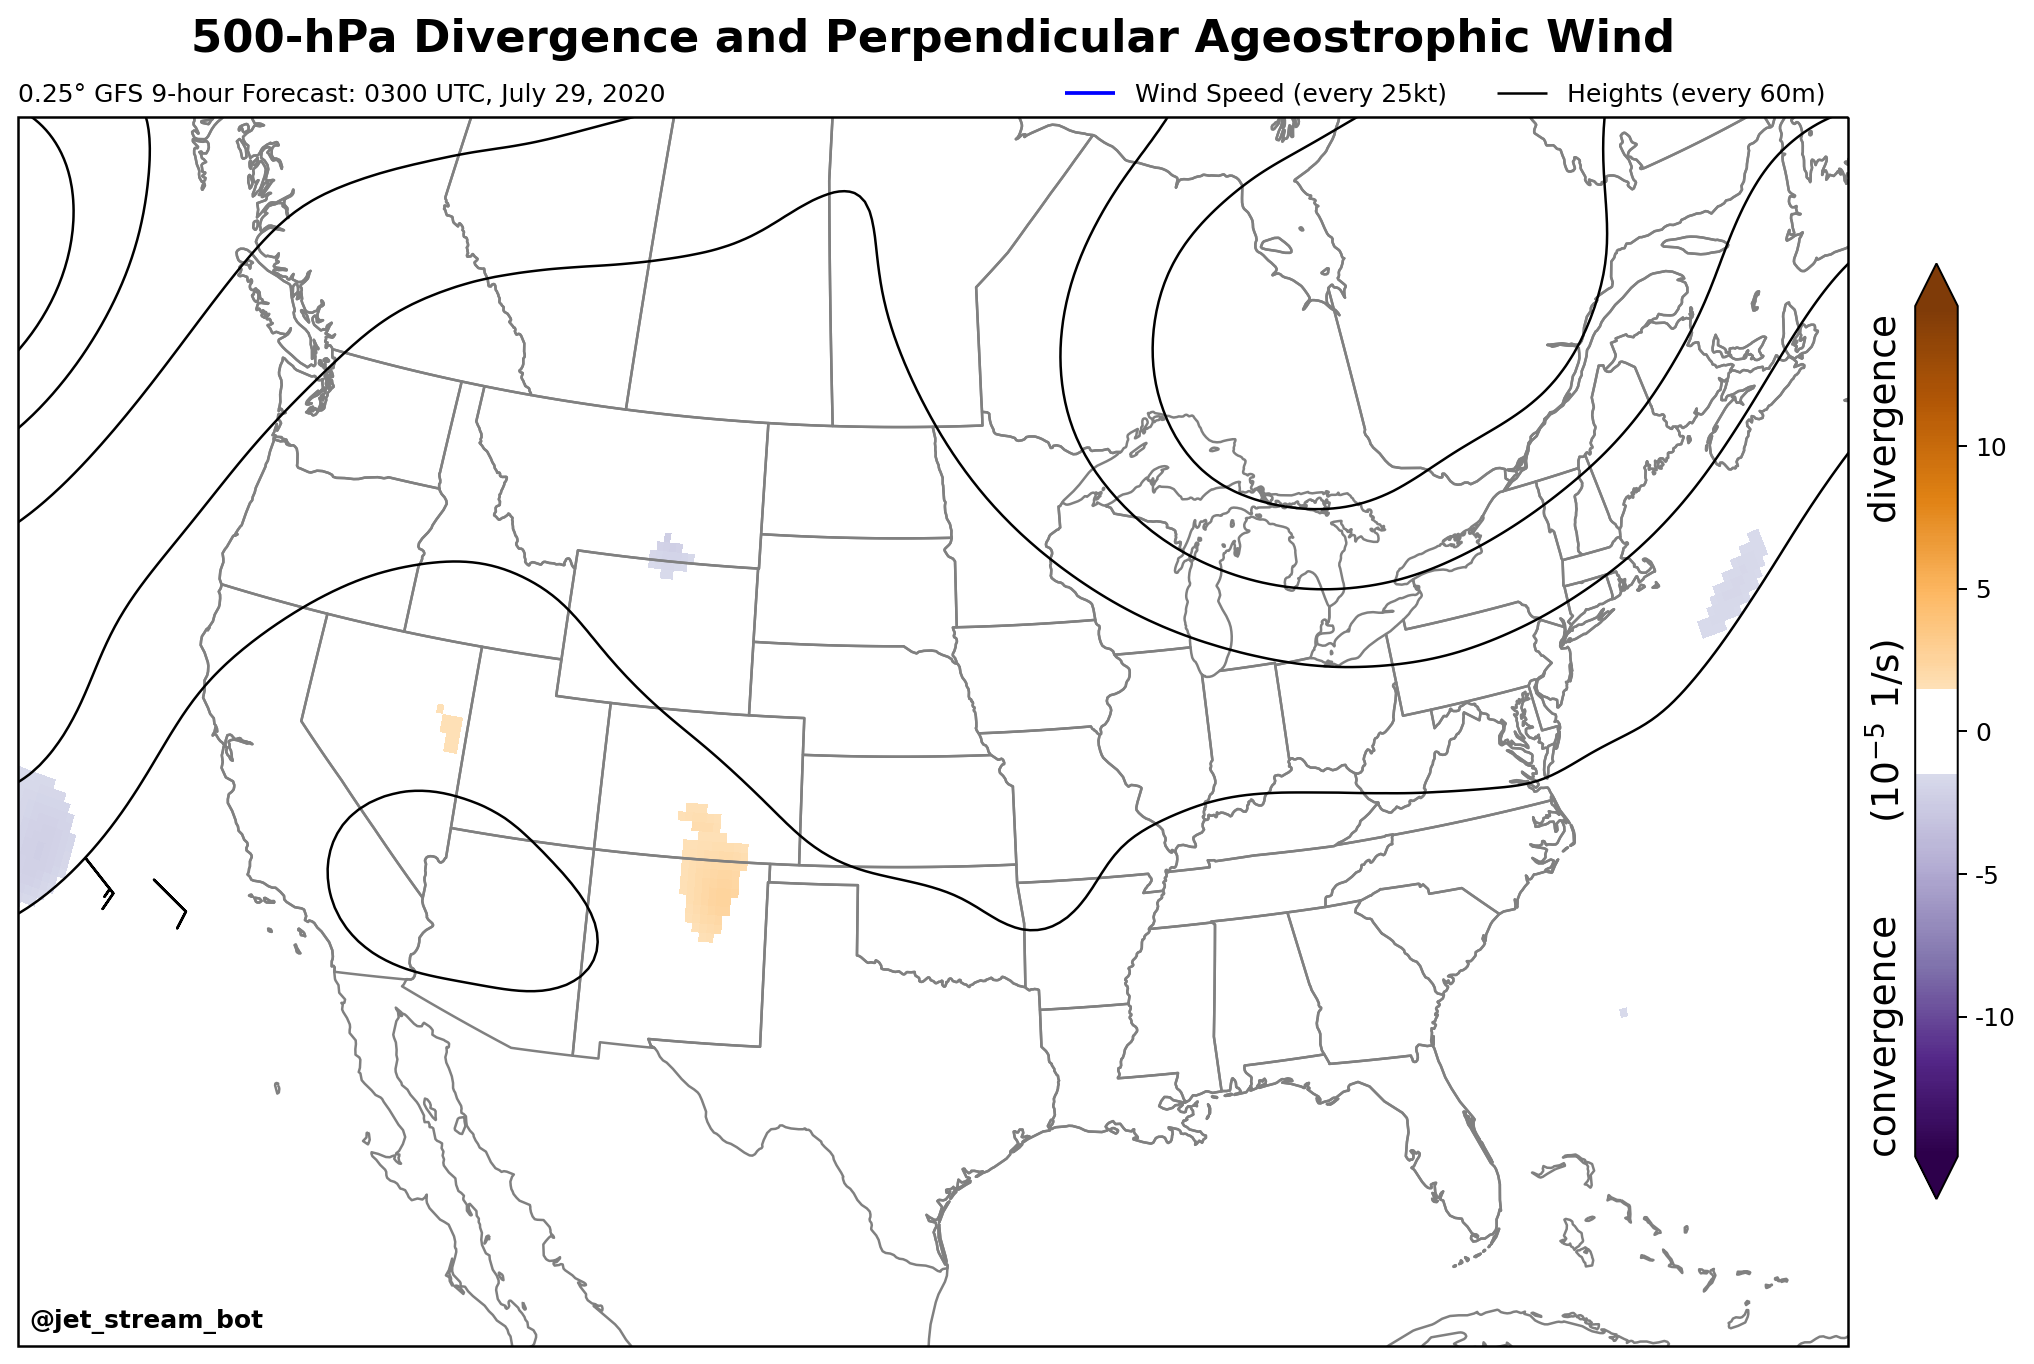 500-hPa Divergence and Perpendicular Ageostrophic Wind
0.25° GFS 9-hour Forecast: 0300 UTC, July 29, 2020
Wind Speed (every 25kt)
Heights (every 60m)
convergence (10⁻⁵ 1/s) divergence
10
5
0
-5
-10
@jet_stream_bot